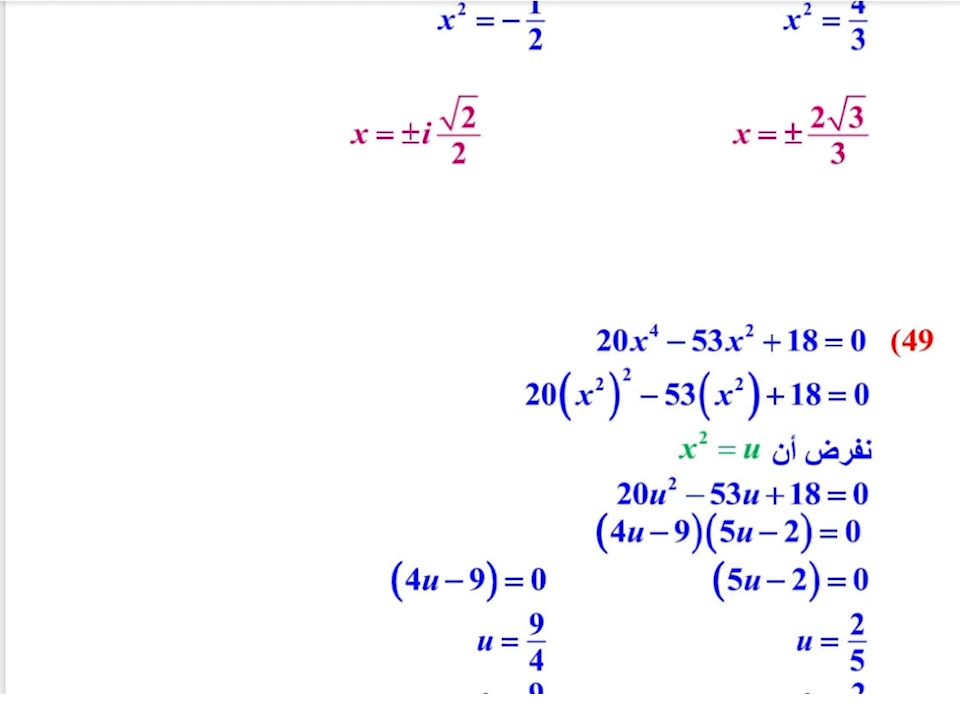 x² = -1/2    x² = 4/3
x = ±i √2/2    x = ± 2√3/3
20x⁴ − 53x² + 18 = 0 (49
20(x²)² − 53(x²) + 18 = 0
نفرض أن x² = u
20u² − 53u + 18 = 0
(4u − 9)(5u − 2) = 0
(4u − 9) = 0    (5u − 2) = 0
u = 9/4    u = 2/5